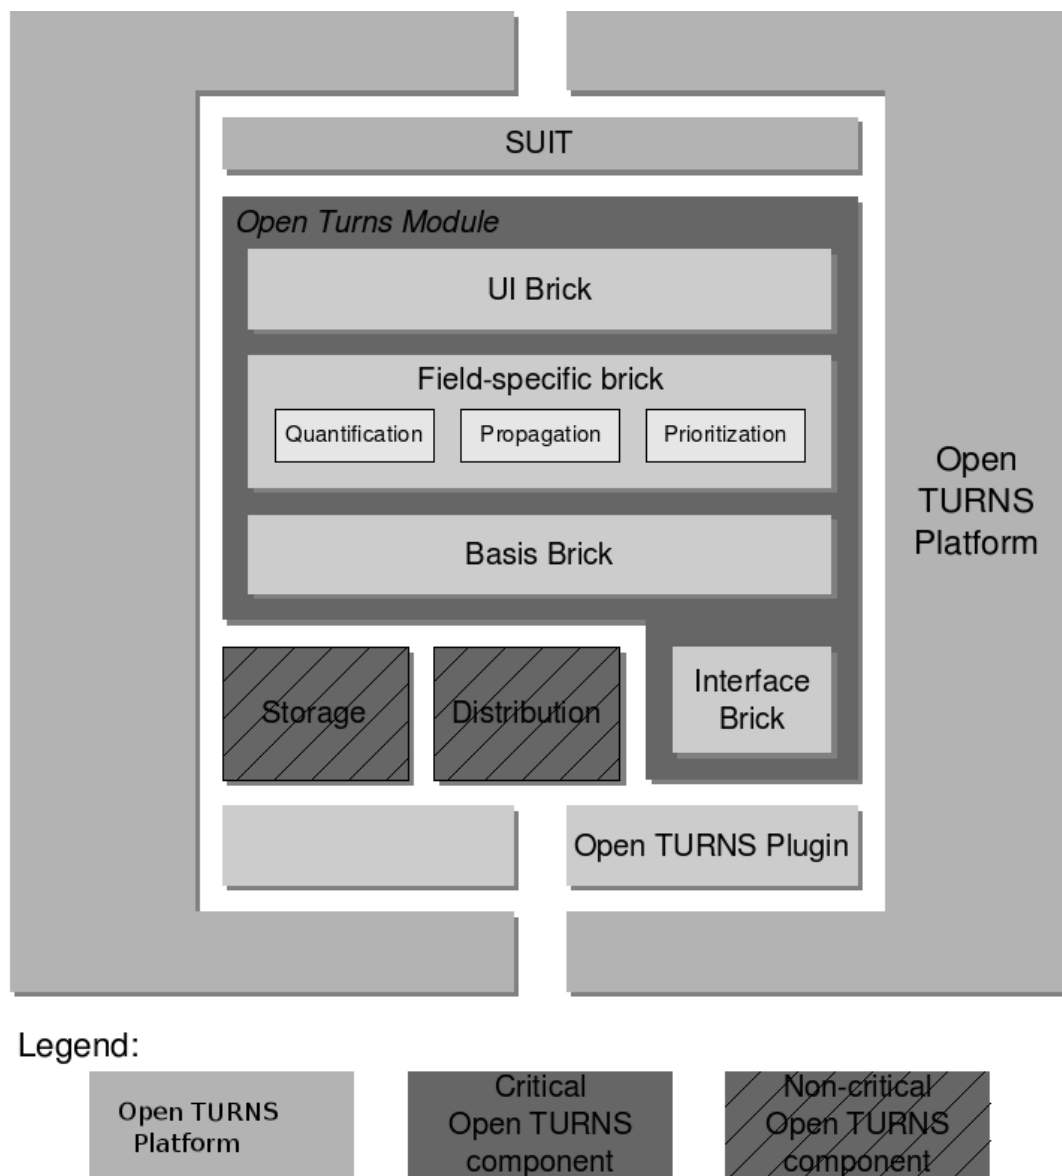 SUIT
Open Turns Module
UI Brick
Field-specific brick
Quantification
Propagation
Prioritization
Basis Brick
Open
TURNS
Platform
Storage
Distribution
Interface
Brick
Open TURNS Plugin
Legend:
Open TURNS
Platform
Critical
Open TURNS
component
Non-critical
Open TURNS
component